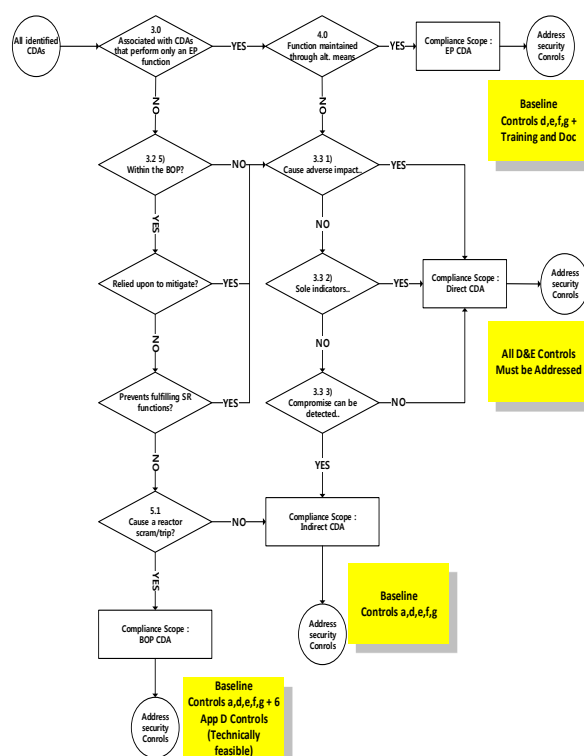 All identified
CDAs
3.0
Associated with CDAs
that perform only an EP
function
YES
4.0
Function maintained
through alt. means
YES
Compliance Scope :
EP CDA
Address
security
Conrols
NO
NO
Baseline
Controls d,e,f,g +
Training and Doc
3.2 5)
Within the BOP?
NO
3.3 1)
Cause adverse impact..
YES
YES
NO
Relied upon to mitigate?
YES
3.3 2)
Sole indicators..
YES
Compliance Scope :
Direct CDA
Address
security
Conrols
NO
NO
All D&E Controls
Must be Addressed
Prevents fulfilling SR
functions?
YES
3.3 3)
Compromise can be
detected..
NO
NO
YES
5.1
Cause a reactor
scram/trip?
NO
Compliance Scope :
Indirect CDA
YES
Baseline
Controls a,d,e,f,g
Compliance Scope :
BOP CDA
Address
security
Conrols
Baseline
Controls a,d,e,f,g + 6
App D Controls
(Technically
feasible)
Address
security
Conrols